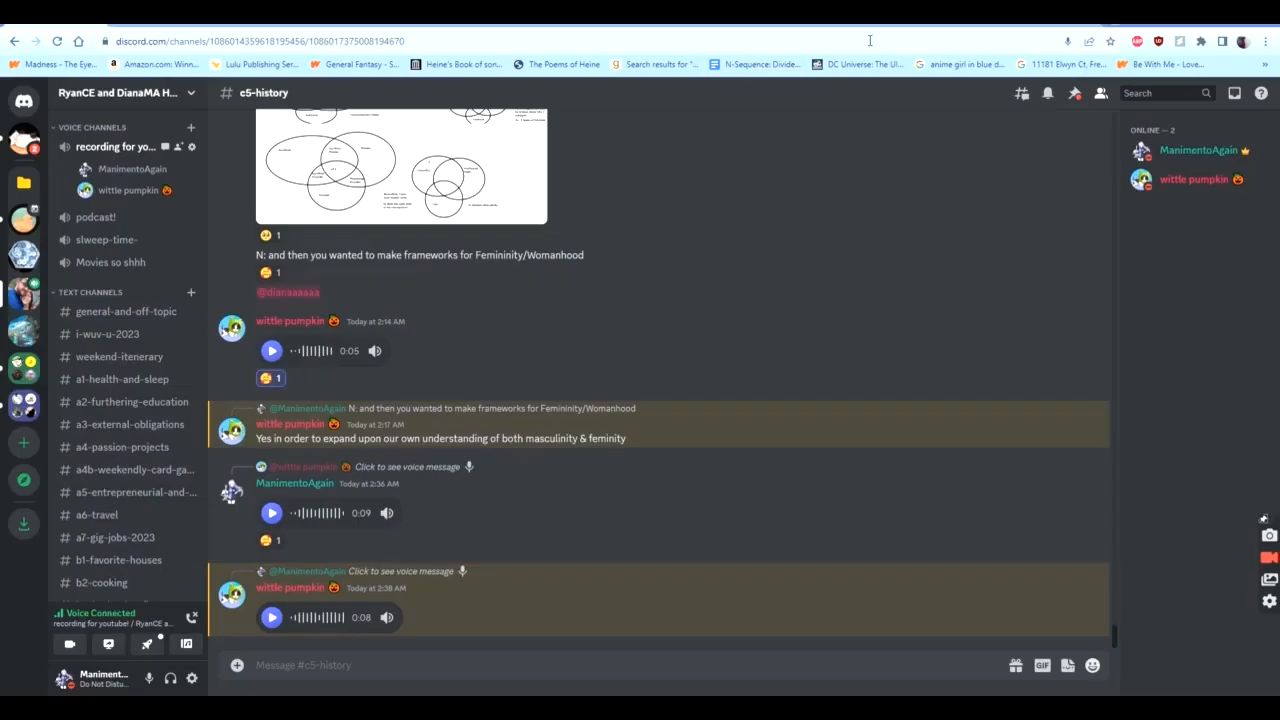 discord.com/channels/1086014359618195456/1086017375008194670
Madness - The Eye... Amazon.com: Winn... Lulu Publishing Ser... General Fantasy - S... Heine's Book of son... The Poems of Heine Search results for "... N-Sequence: Divide... DC Universe: The Ul... anime girl in blue d... 11181 Elwyn Ct, Fre... Be With Me - Love... »
RyanCE and DianaMA H...
VOICE CHANNELS
recording for yo...
ManimentoAgain
wittle pumpkin
podcast!
slweep-time-
Movies so shhh
TEXT CHANNELS
# general-and-off-topic
# i-wuv-u-2023
# weekend-itenerary
# a1-health-and-sleep
# a2-furthering-education
# a3-external-obligations
# a4-passion-projects
# a4b-weekendly-card-ga...
# a5-entrepreneurial-and-...
# a6-travel
# a7-gig-jobs-2023
# b1-favorite-houses
# b2-cooking
Voice Connected
recording for youtube! / RyanCE a...
Maniment...
Do Not Distu...
# c5-history
Search
1
N: and then you wanted to make frameworks for Femininity/Womanhood
1
@dianaaaaaa
wittle pumpkin Today at 2:14 AM
0:05
1
@ManimentoAgain N: and then you wanted to make frameworks for Femininity/Womanhood
wittle pumpkin Today at 2:17 AM
Yes in order to expand upon our own understanding of both masculinity & feminity
@wittle pumpkin Click to see voice message
ManimentoAgain Today at 2:36 AM
0:09
1
@ManimentoAgain Click to see voice message
wittle pumpkin Today at 2:38 AM
0:08
Message #c5-history
GIF
ONLINE — 2
ManimentoAgain
wittle pumpkin